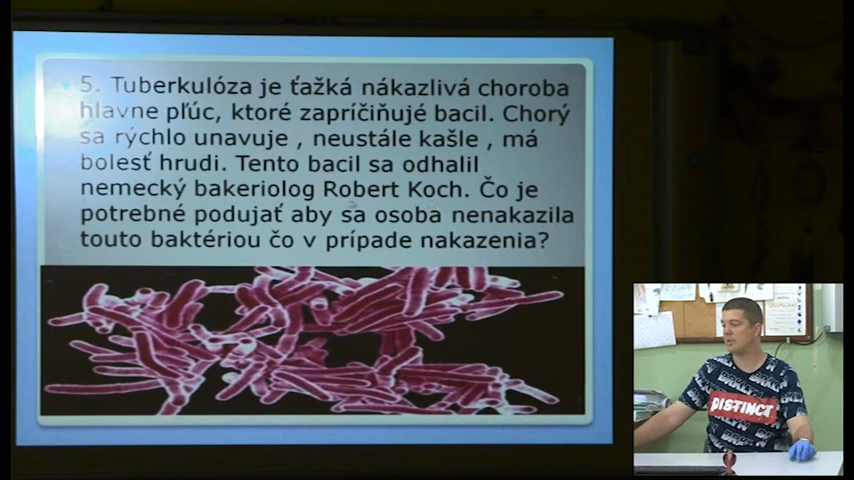 5. Tuberkulóza je ťažká nákazlivá choroba
hlavne pľúc, ktoré zapríčiňujé bacil. Chorý
sa rýchlo unavuje , neustále kašle , má
bolesť hrudi. Tento bacil sa odhalil
nemecký bakeriolog Robert Koch. Čo je
potrebné podujať aby sa osoba nenakazila
touto baktériou čo v prípade nakazenia?
DISTINCT